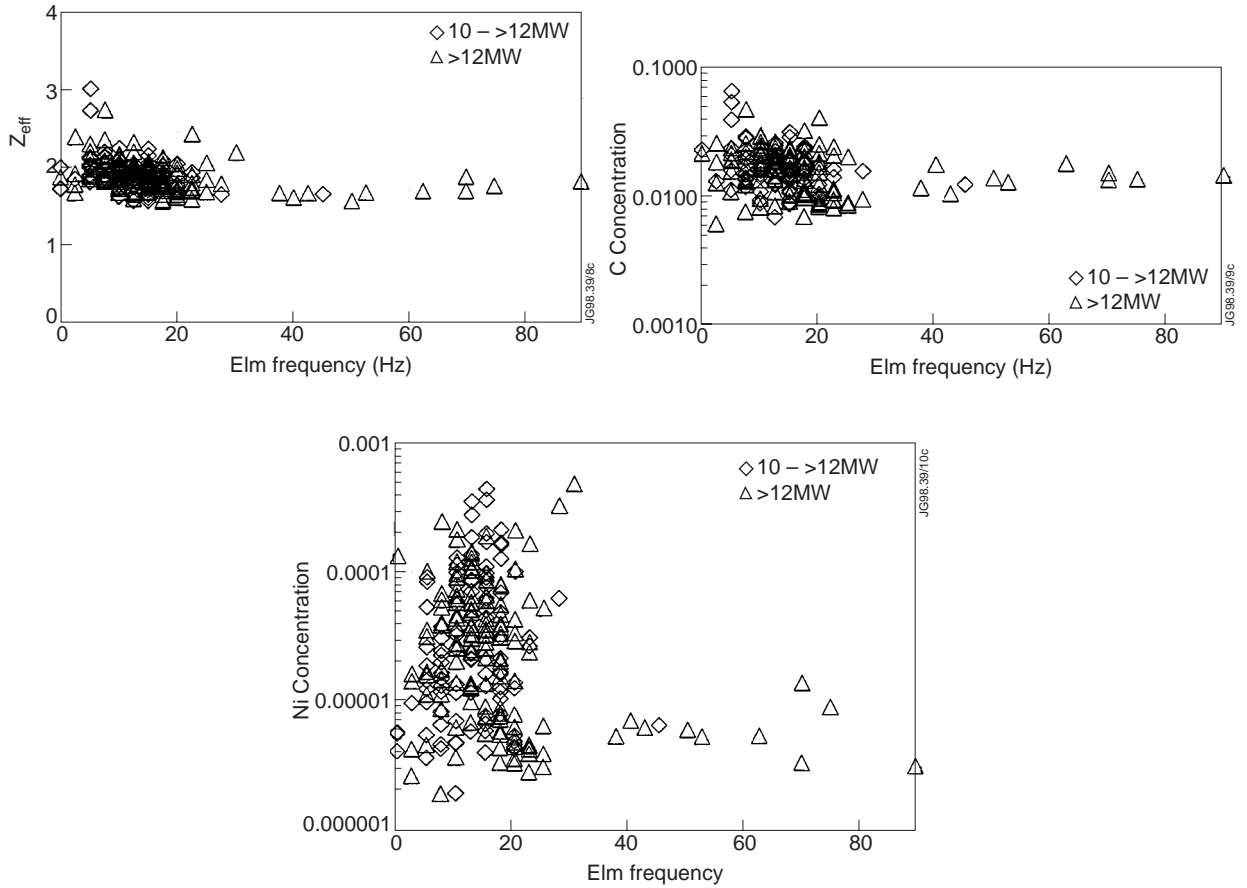 4
3
2
1
0
Z_eff
◇ 10 – >12MW
△ >12MW
0
20
40
60
80
Elm frequency (Hz)
JG98.39/8c
0.1000
0.0100
0.0010
C Concentration
◇ 10 – >12MW
△ >12MW
0
20
40
60
80
Elm frequency (Hz)
JG98.39/9c
0.001
0.0001
0.00001
0.000001
Ni Concentration
◇ 10 – >12MW
△ >12MW
0
20
40
60
80
Elm frequency
JG98.39/10c